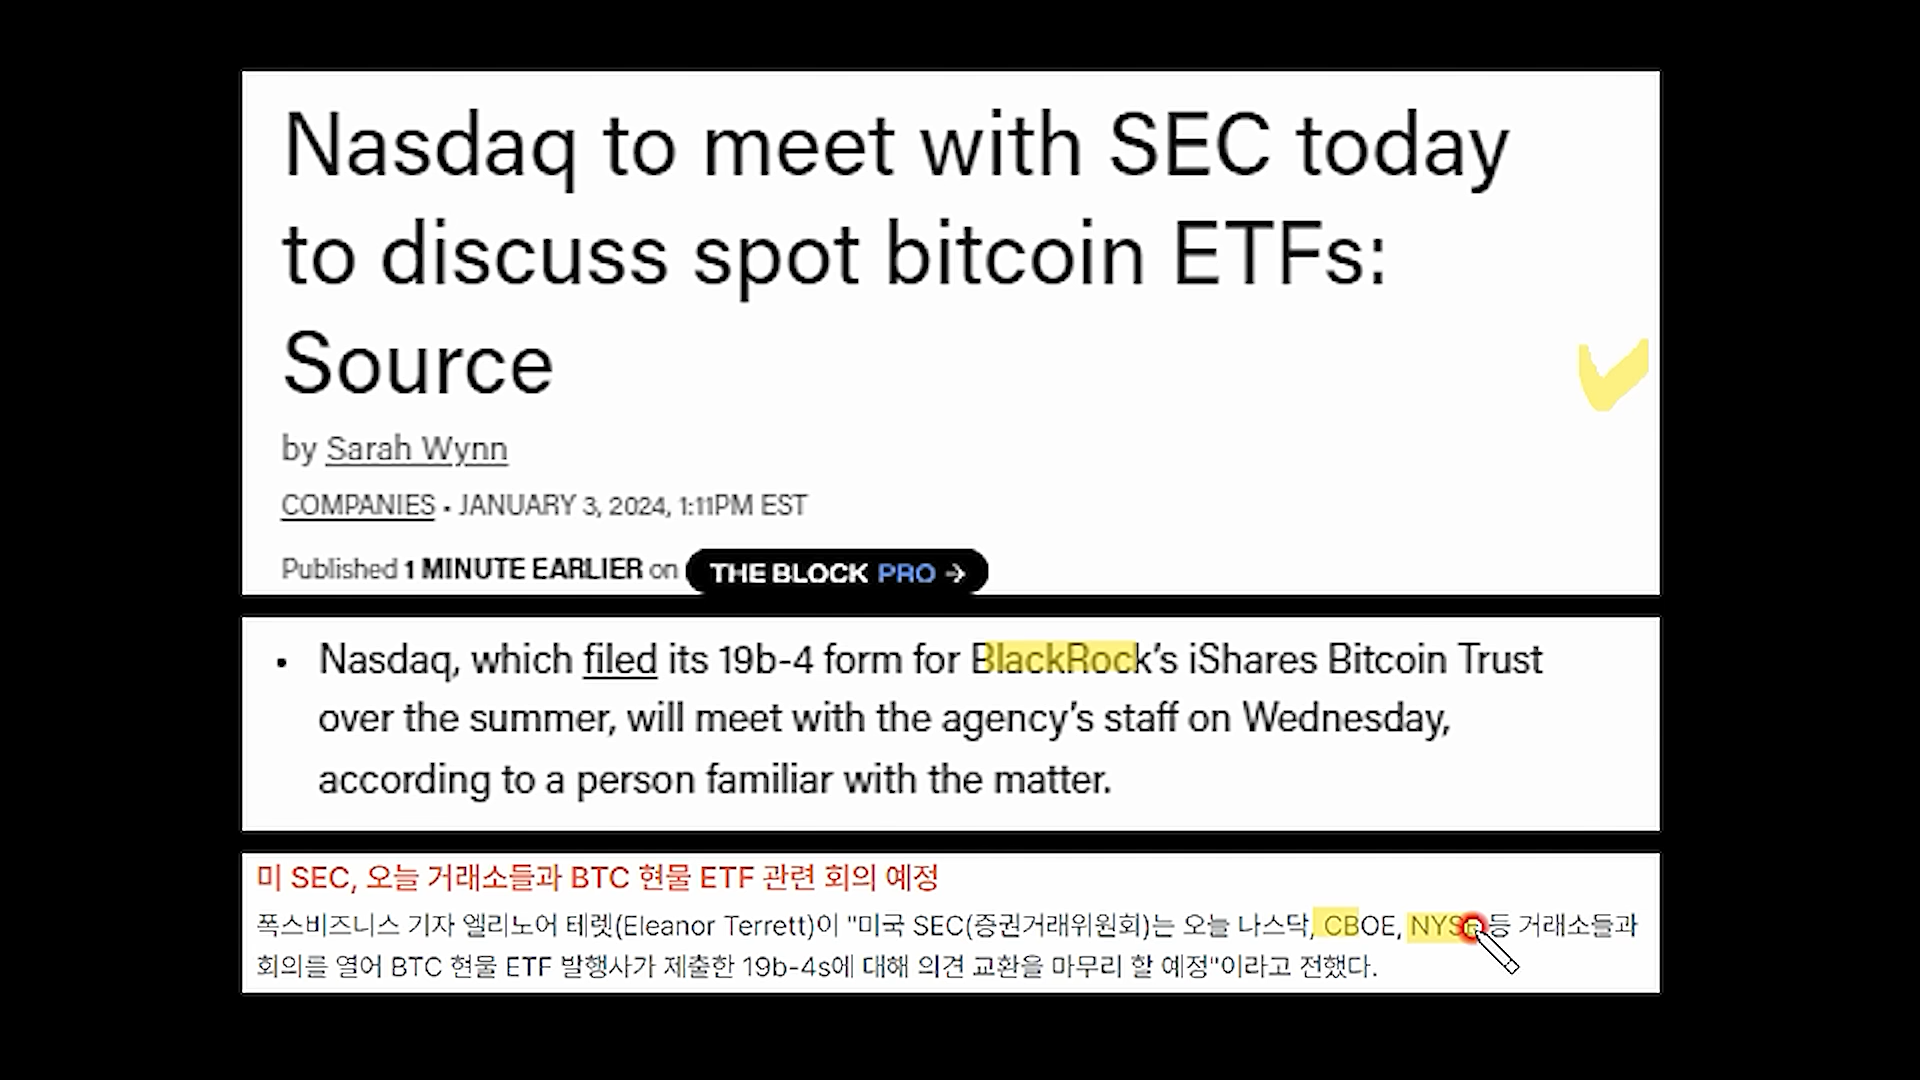 Nasdaq to meet with SEC today
to discuss spot bitcoin ETFs:
Source
by Sarah Wynn
COMPANIES • JANUARY 3, 2024, 1:11PM EST
Published 1 MINUTE EARLIER on THE BLOCK PRO →
• Nasdaq, which filed its 19b-4 form for BlackRock’s iShares Bitcoin Trust
over the summer, will meet with the agency’s staff on Wednesday,
according to a person familiar with the matter.
미 SEC, 오늘 거래소들과 BTC 현물 ETF 관련 회의 예정
폭스비즈니스 기자 엘리노어 테렛(Eleanor Terrett)이 "미국 SEC(증권거래위원회)는 오늘 나스닥, CBOE, NYSE 등 거래소들과
회의를 열어 BTC 현물 ETF 발행사가 제출한 19b-4s에 대해 의견 교환을 마무리 할 예정"이라고 전했다.